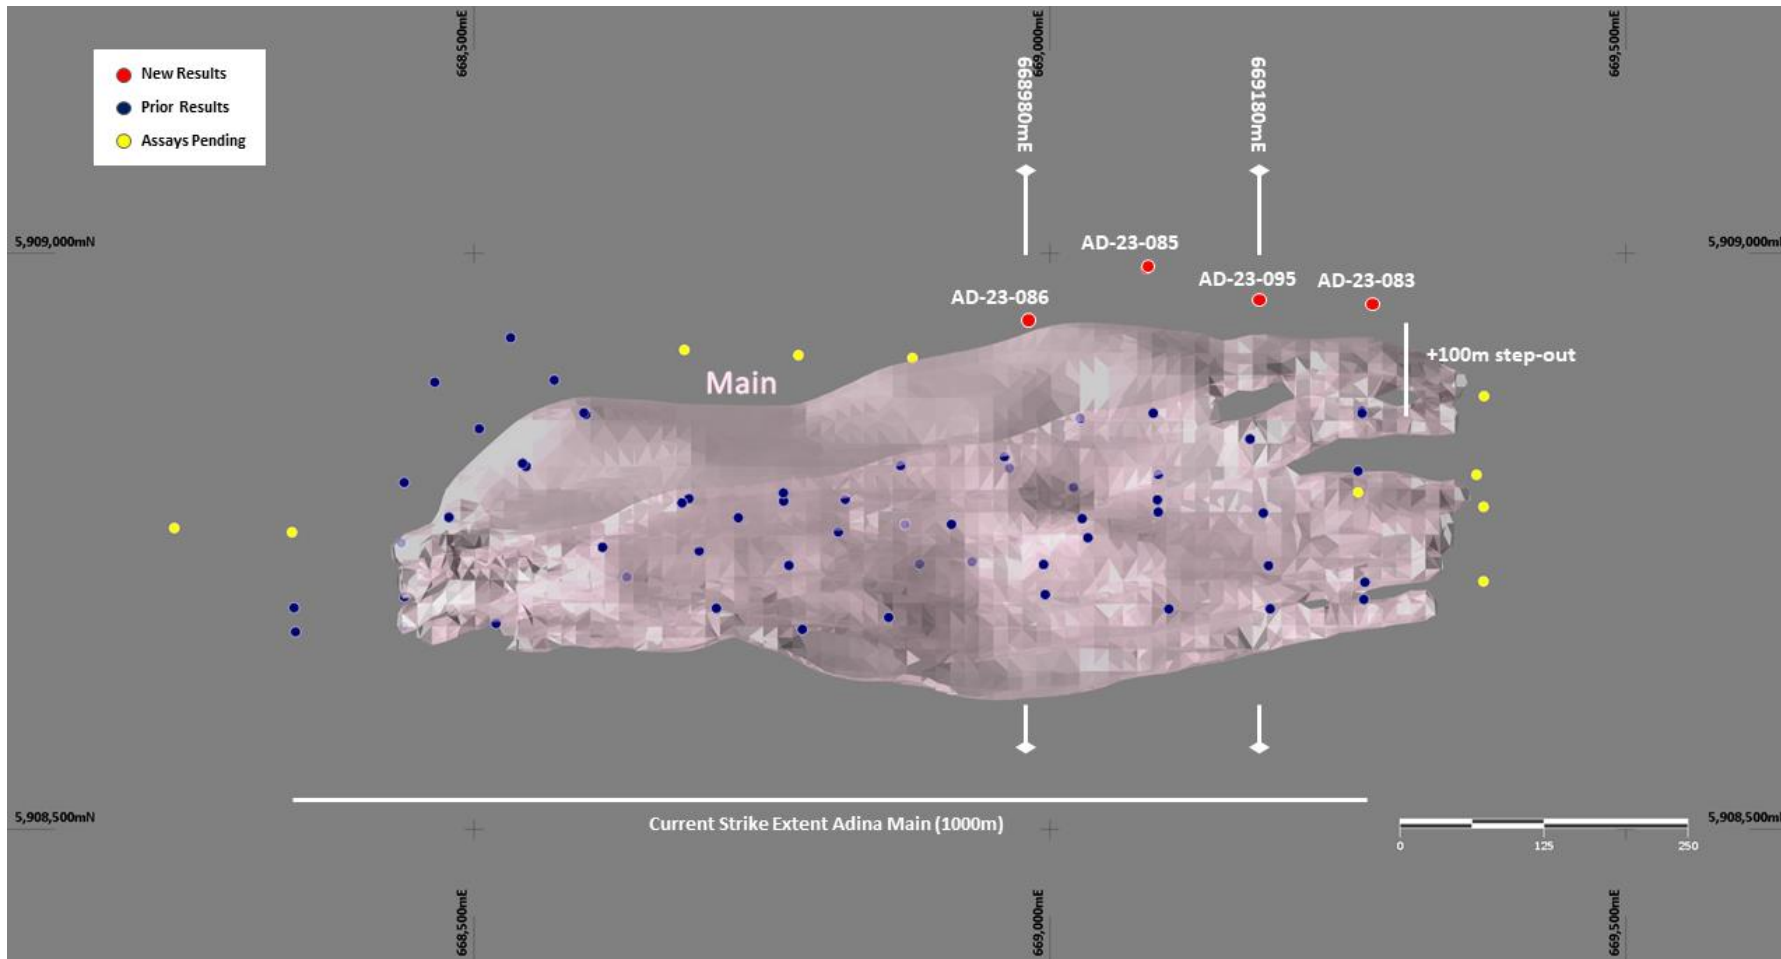 668,500mE
669,000mE
669,500mE
New Results
Prior Results
Assays Pending
668980mE
669180mE
5,909,000mN
5,909,000mN
AD-23-085
AD-23-095
AD-23-083
AD-23-086
+100m step-out
Main
5,908,500mN
5,908,500mN
Current Strike Extent Adina Main (1000m)
0
125
250
668,500mE
669,000mE
669,500mE